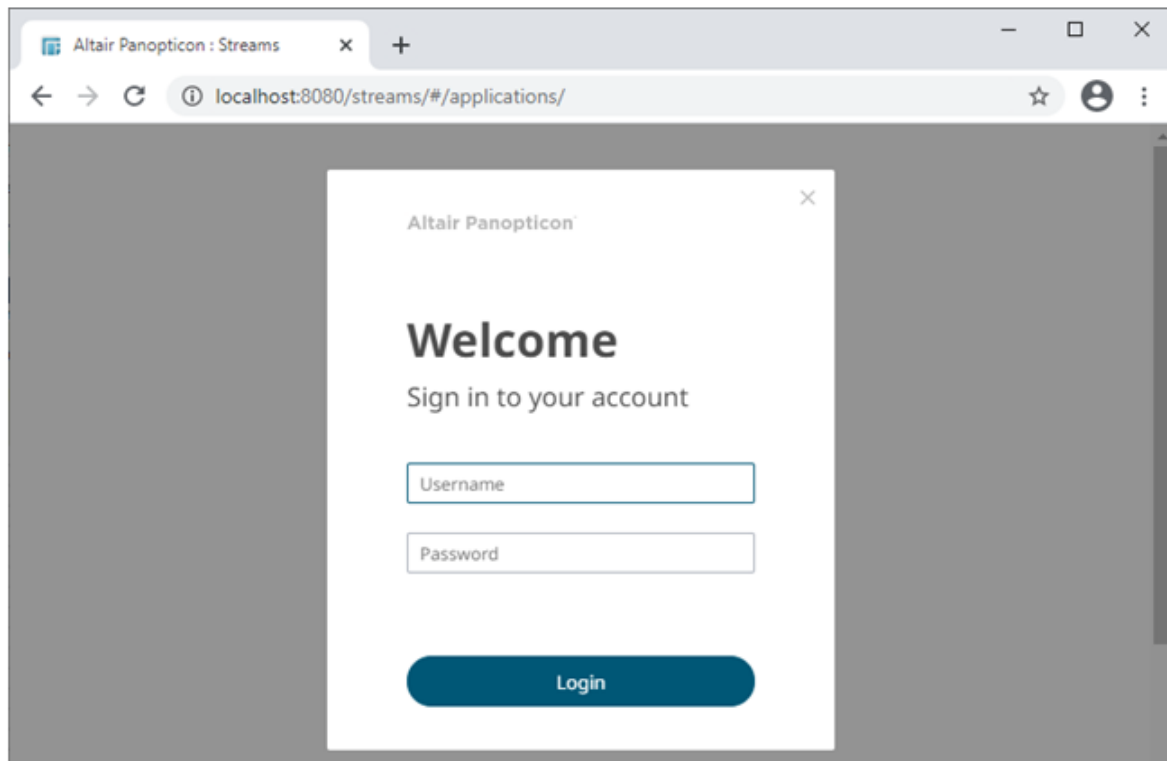 Altair Panopticon : Streams
localhost:8080/streams/#/applications/
Altair Panopticon
Welcome
Sign in to your account
Username
Password
Login